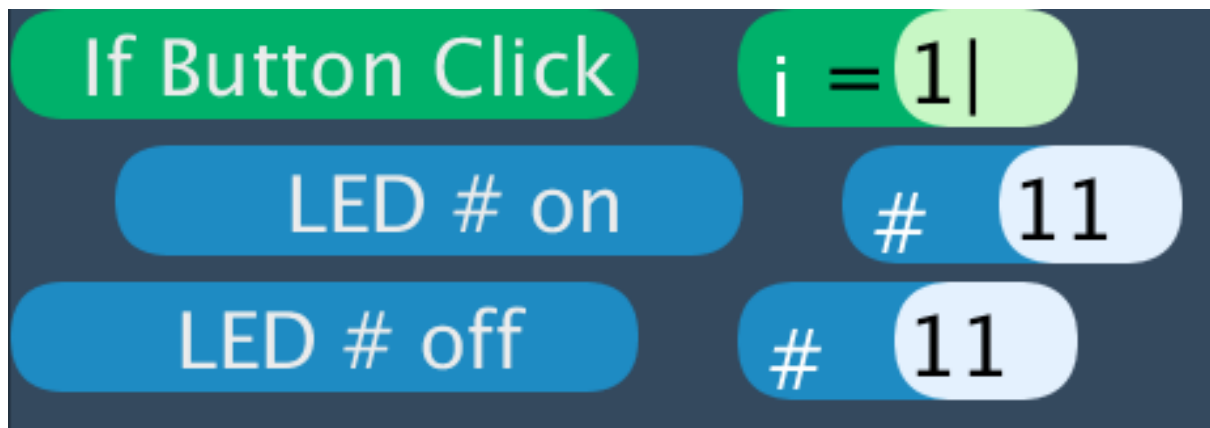 If Button Click i = 1
LED # on # 11
LED # off # 11